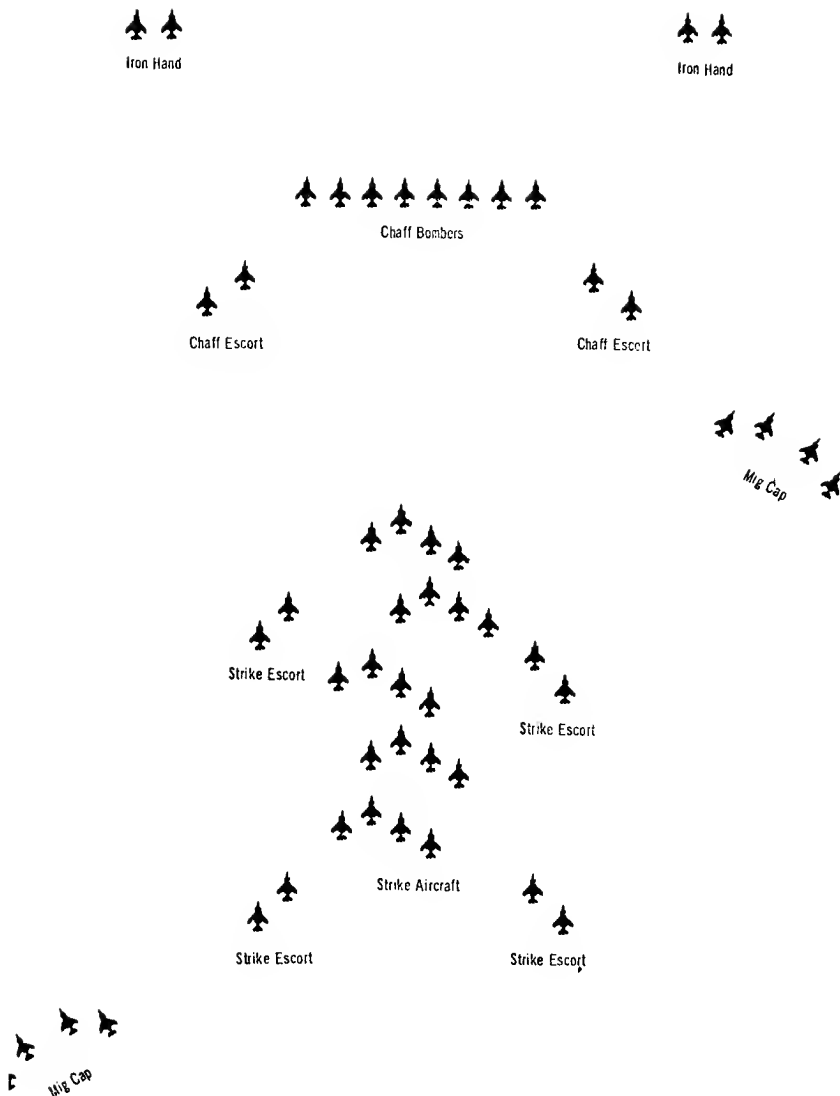 Iron Hand
Iron Hand
Chaff Bombers
Chaff Escort
Chaff Escort
Mig Cap
Strike Escort
Strike Escort
Strike Aircraft
Strike Escort
Strike Escort
Mig Cap